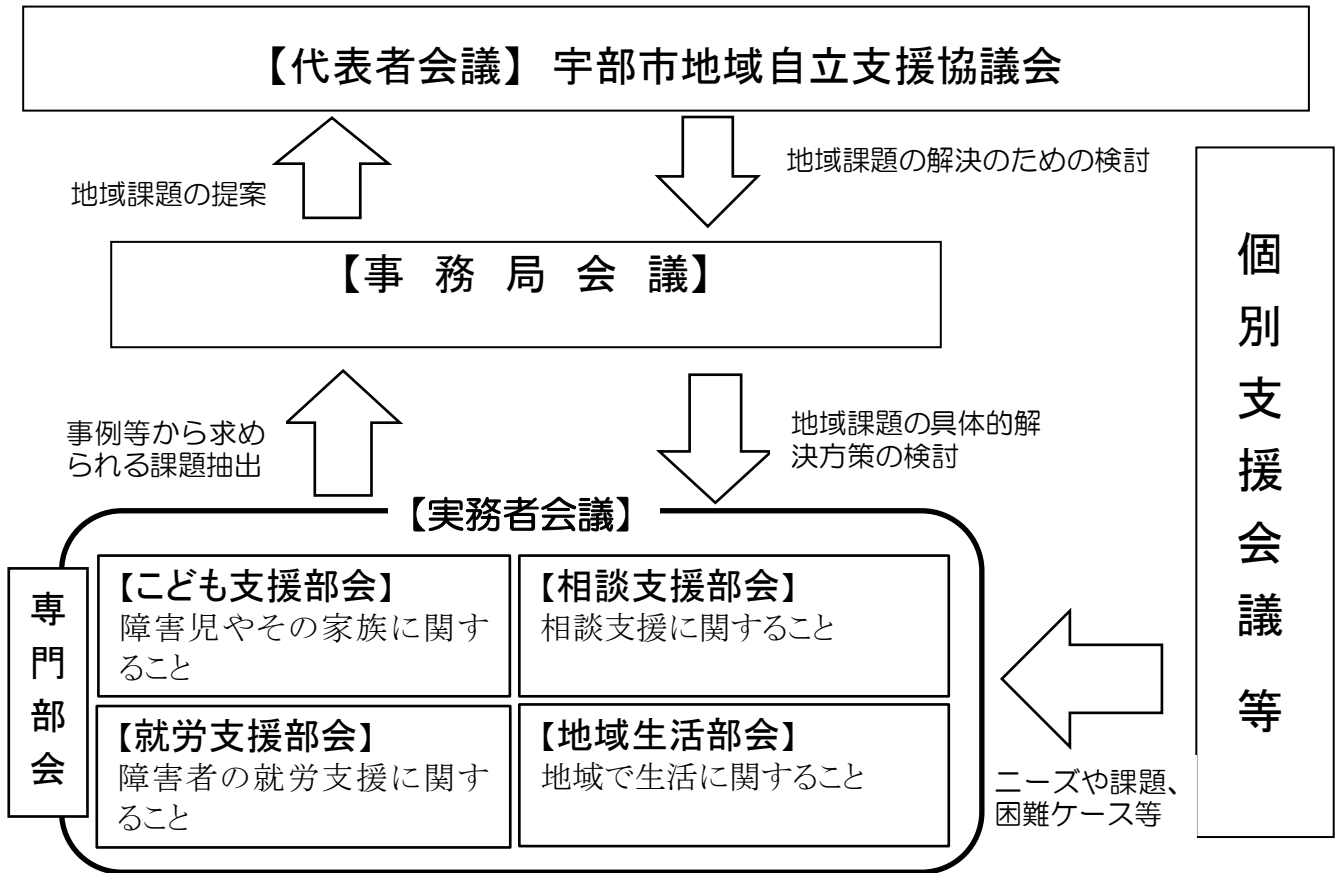 【代表者会議】 宇部市地域自立支援協議会
地域課題の提案
地域課題の解決のための検討
【事 務 局 会 議】
事例等から求め
られる課題抽出
地域課題の具体的解
決方策の検討
【実務者会議】
専門部会
【こども支援部会】
障害児やその家族に関す
ること
【相談支援部会】
相談支援に関すること
【就労支援部会】
障害者の就労支援に関す
ること
【地域生活部会】
地域で生活に関すること
個別支援会議 等
ニーズや課題、
困難ケース等